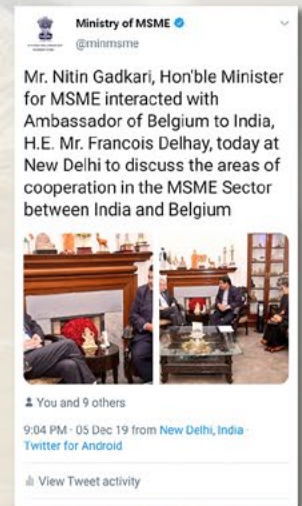 Ministry of MSME
@minmsme
Mr. Nitin Gadkari, Hon'ble Minister
for MSME interacted with
Ambassador of Belgium to India,
H.E. Mr. Francois Delhay, today at
New Delhi to discuss the areas of
cooperation in the MSME Sector
between India and Belgium
You and 9 others
9:04 PM · 05 Dec 19 from New Delhi, India ·
Twitter for Android
View Tweet activity